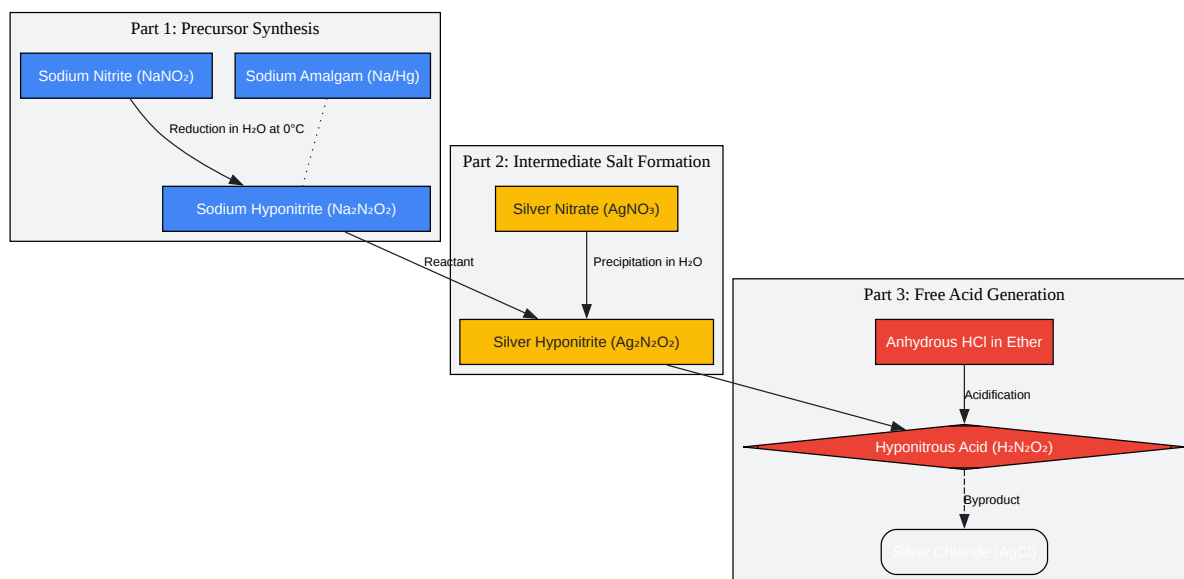 Part 1: Precursor Synthesis
Sodium Nitrite (NaNO₂)
Sodium Amalgam (Na/Hg)
Reduction in H₂O at 0°C
Sodium Hyponitrite (Na₂N₂O₂)
Part 2: Intermediate Salt Formation
Silver Nitrate (AgNO₃)
Reactant
Precipitation in H₂O
Silver Hyponitrite (Ag₂N₂O₂)
Part 3: Free Acid Generation
Anhydrous HCl in Ether
Acidification
Hyponitrous Acid (H₂N₂O₂)
Byproduct
Silver Chloride (AgCl)